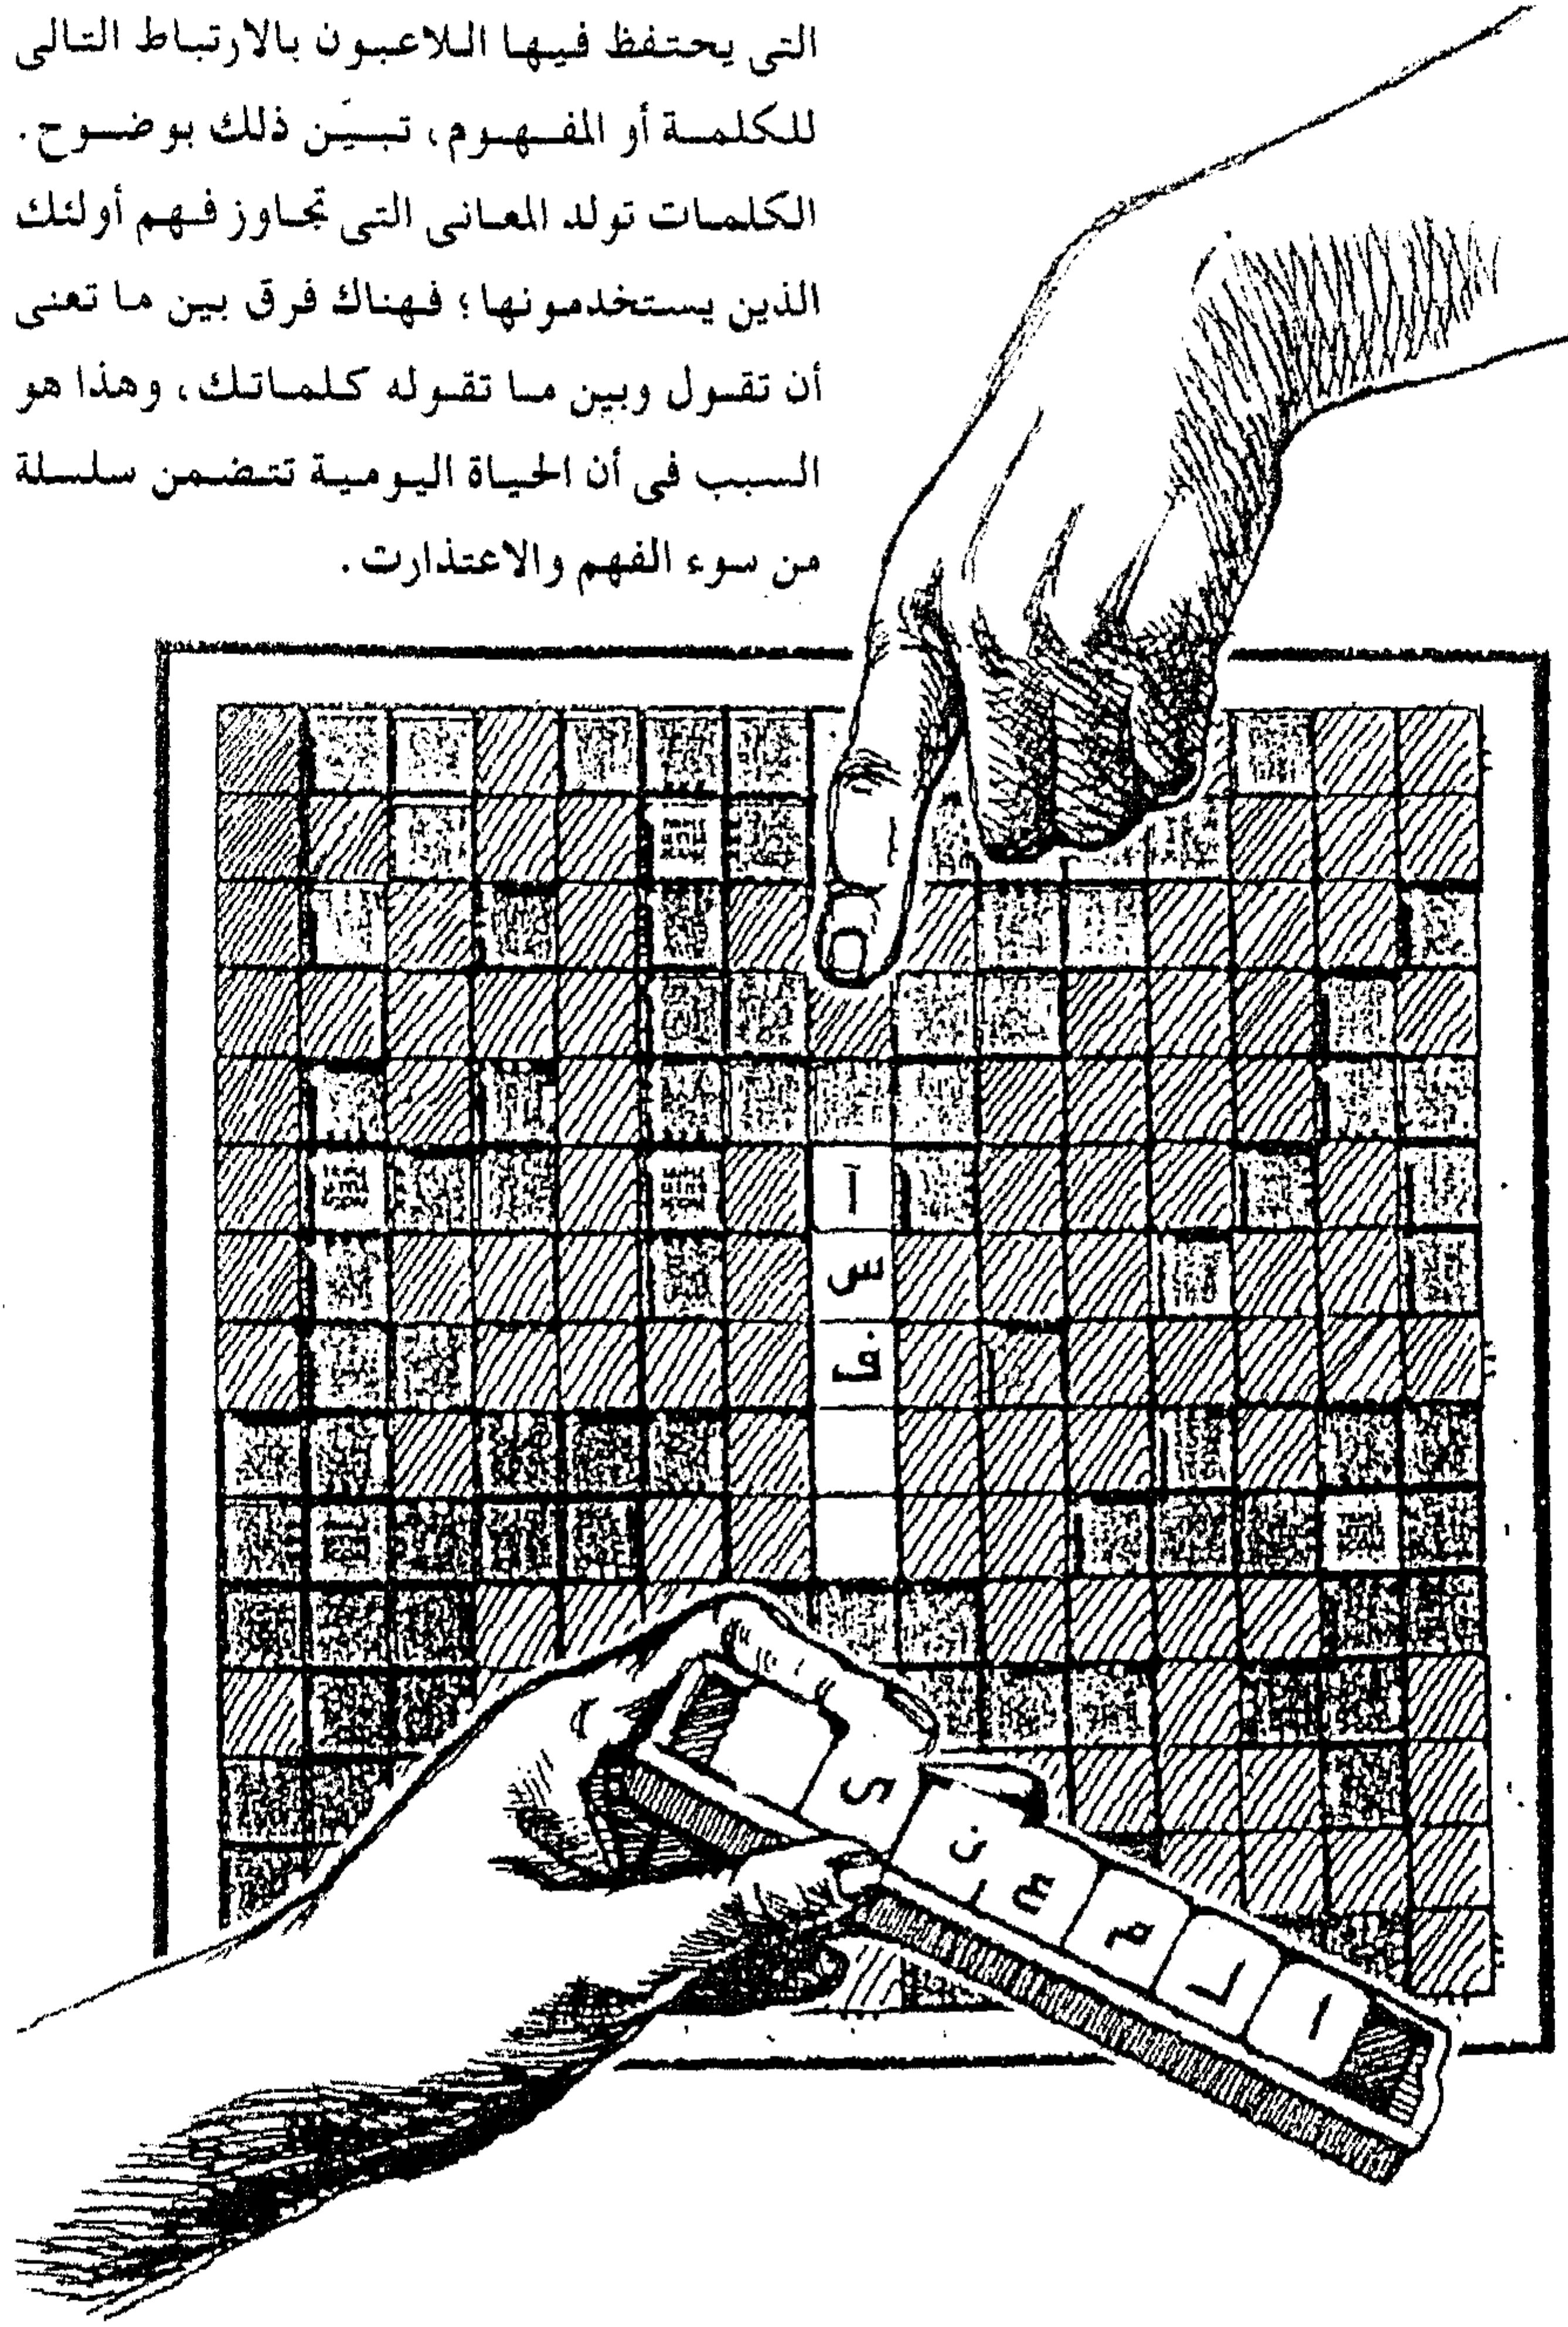 التى يحتفظ فيها اللاعبون بالارتباط التالى
للكلمة أو المفهوم، تبيّن ذلك بوضوح.
الكلمات تولد المعانى التى تجاوز فهم أولئك
الذين يستخدمونها؛ فهناك فرق بين ما تعنى
أن تقول وبين ما تقوله كلماتك، وهذا هو
السبب فى أن الحياة اليومية تتضمن سلسلة
من سوء الفهم والاعتذارت.
آ
س
ف
ا ل م ع ن ى